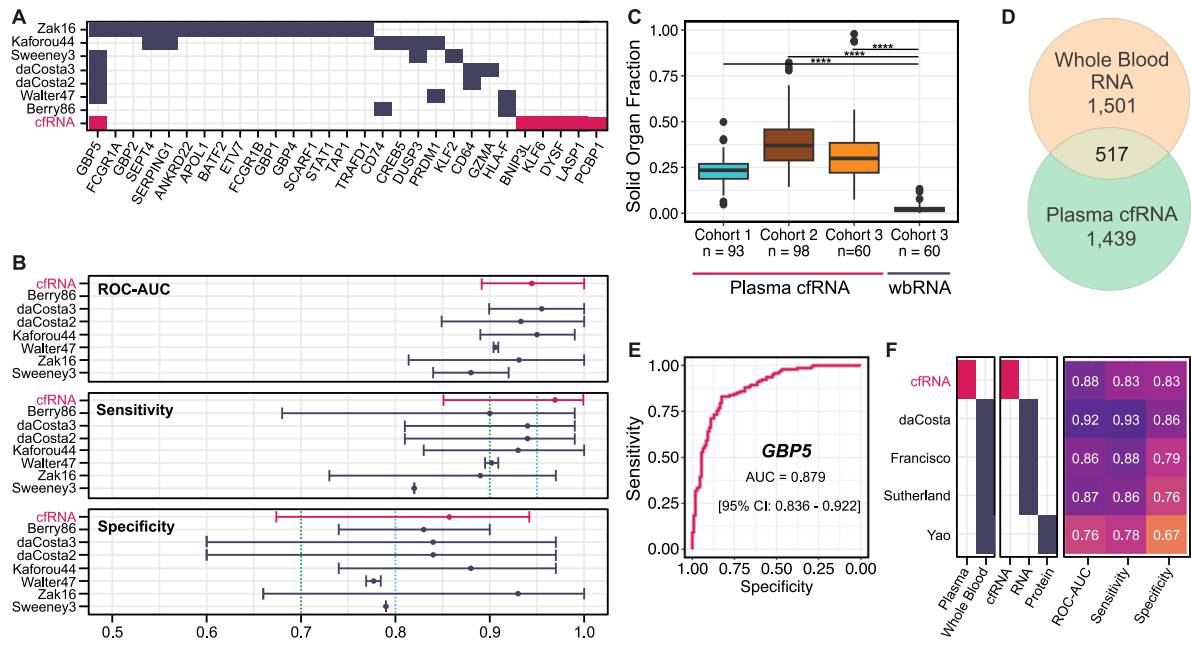 A
Zak16
Kaforou44
Sweeney3
daCosta3
daCosta2
Walter47
Berry86
cfRNA
GBP5
FCGR1A
GBP2
SEPT4
SERPING1
ANKRD22
APOL1
BATF2
ETV7
FCGR1B
GBP1
GBP4
SCARF1
STAT1
TAP1
TRAFD1
CD74
CREB5
DUSP3
PRDM1
KLF2
CD64
GZMA
HLA-F
BNIP3L
KLF6
DYSF
LASP1
PCBP1
B
ROC-AUC
cfRNA
Berry86
daCosta3
daCosta2
Kaforou44
Walter47
Zak16
Sweeney3
Sensitivity
cfRNA
Berry86
daCosta3
daCosta2
Kaforou44
Walter47
Zak16
Sweeney3
Specificity
cfRNA
Berry86
daCosta3
daCosta2
Kaforou44
Walter47
Zak16
Sweeney3
0.5 0.6 0.7 0.8 0.9 1.0
C
Solid Organ Fraction
1.00
0.75
0.50
0.25
0.00
****
****
****
Cohort 1 Cohort 2 Cohort 3 Cohort 3
n = 93 n = 98 n=60 n = 60
Plasma cfRNA wbRNA
D
Whole Blood
RNA
1,501
517
Plasma cfRNA
1,439
E
Sensitivity
1.00
0.75
0.50
0.25
0.00
GBP5
AUC = 0.879
[95% CI: 0.836 - 0.922]
1.00 0.75 0.50 0.25 0.00
Specificity
F
cfRNA 0.88 0.83 0.83
daCosta 0.92 0.93 0.86
Francisco 0.86 0.88 0.79
Sutherland 0.87 0.86 0.76
Yao 0.76 0.78 0.67
Plasma
Whole Blood
cfRNA
RNA
Protein
ROC-AUC
Sensitivity
Specificity